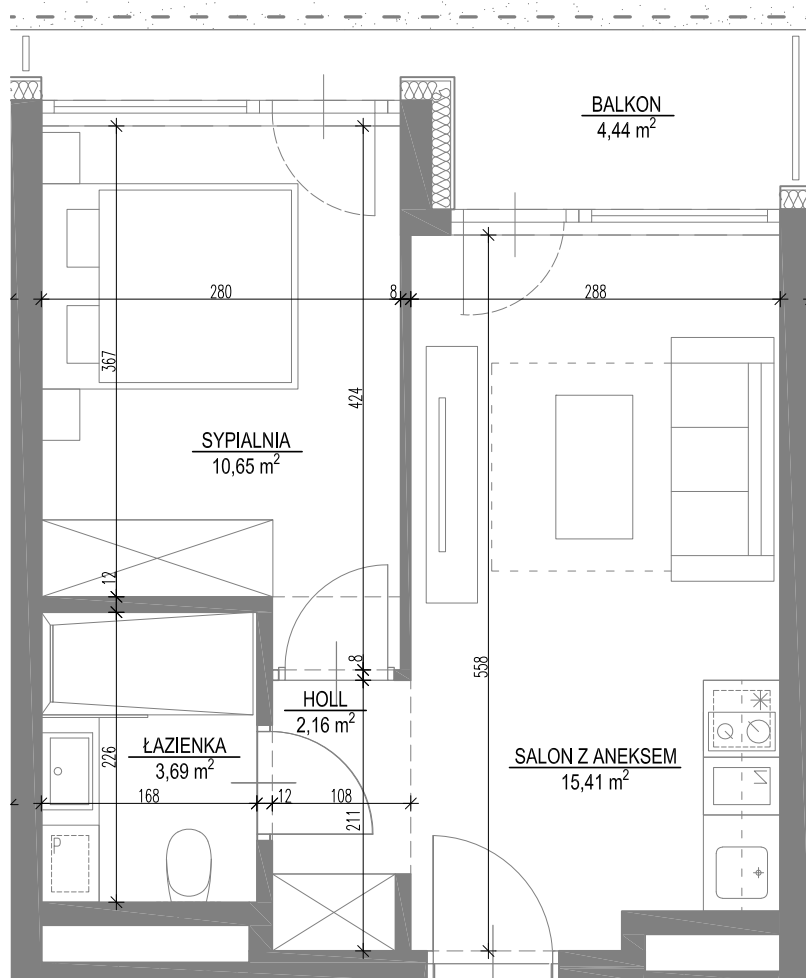 BALKON
4,44 m²
280
8
288
367
424
SYPIALNIA
10,65 m²
12
8
558
HOLL
2,16 m²
ŁAZIENKA
3,69 m²
226
SALON Z ANEKSEM
15,41 m²
168
12
108
211